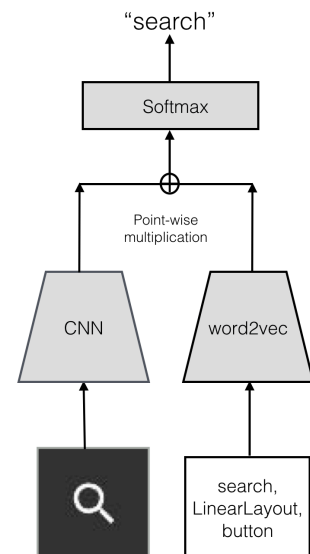 “search”
Softmax
Point-wise
multiplication
CNN
word2vec
search,
LinearLayout,
button